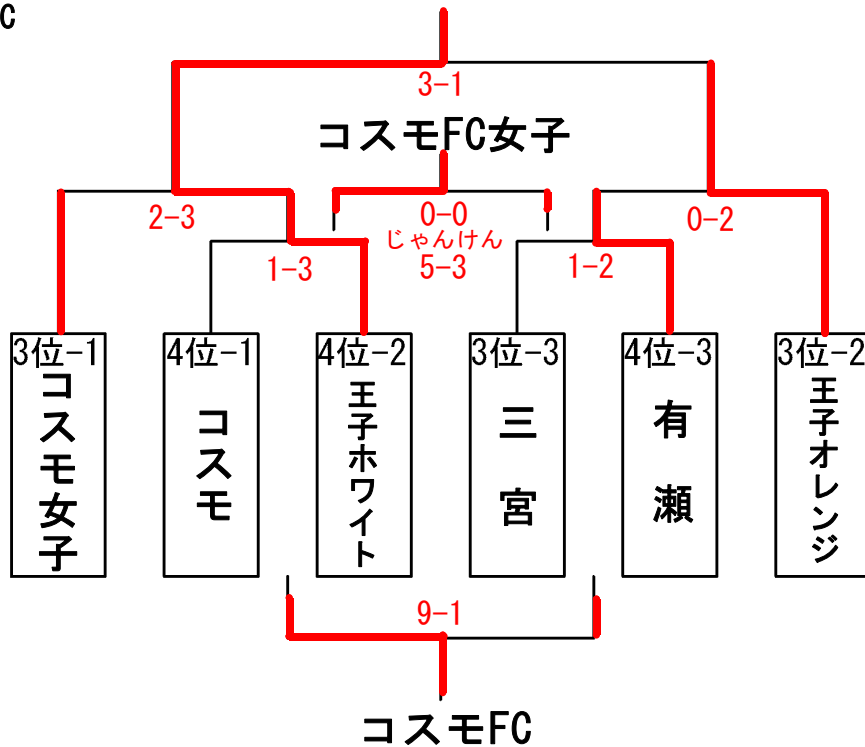 C
3-1
コスモFC女子
2-3
0-0
0-2
じゃんけん
1-3
5-3
1-2
3位-1
コスモ女子
4位-1
コスモ
4位-2
王子ホワイト
3位-3
三宮
4位-3
有瀬
3位-2
王子オレンジ
9-1
コスモFC